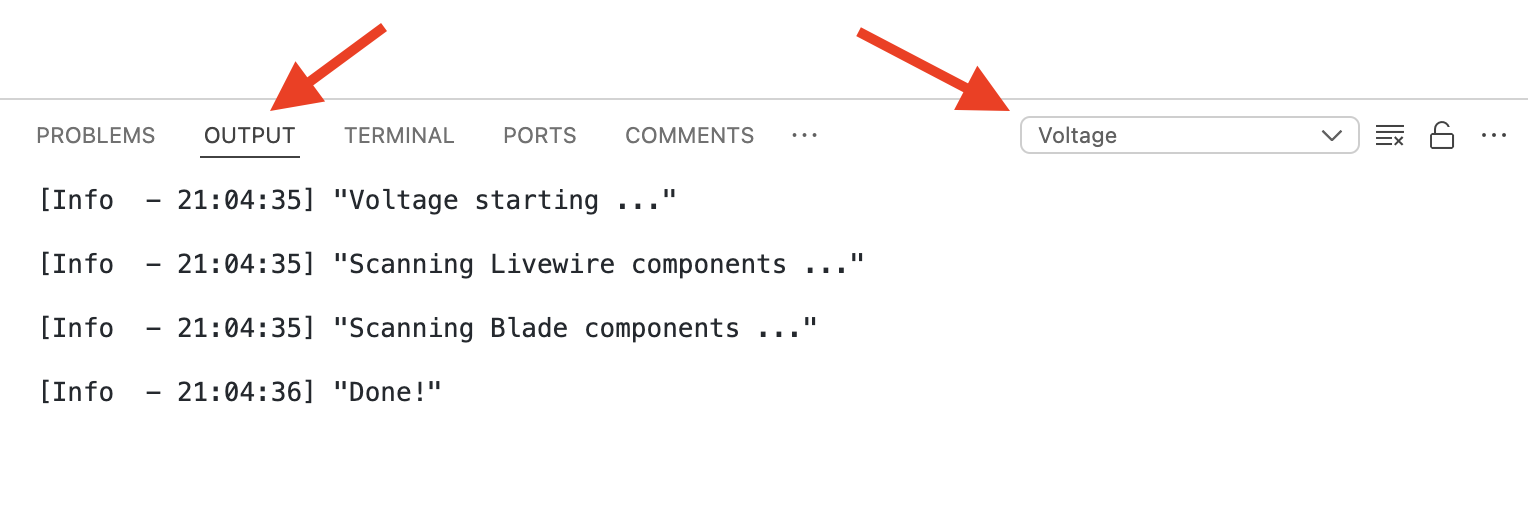 PROBLEMS OUTPUT TERMINAL PORTS COMMENTS ··· Voltage ···
[Info  - 21:04:35] "Voltage starting ..."
[Info  - 21:04:35] "Scanning Livewire components ..."
[Info  - 21:04:35] "Scanning Blade components ..."
[Info  - 21:04:36] "Done!"